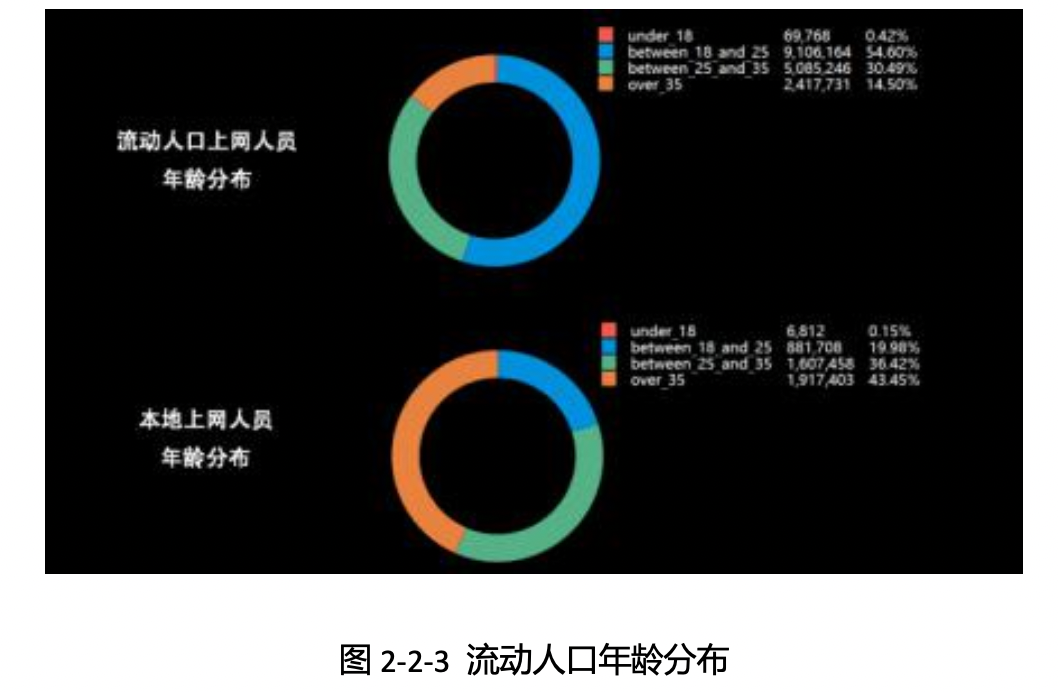 under_18 69,768 0.42%
between_18_and_25 9,106,164 54.60%
between_25_and_35 5,085,246 30.49%
over_35 2,417,731 14.50%
流动人口上网人员
年龄分布
under_18 6,812 0.15%
between_18_and_25 881,708 19.98%
between_25_and_35 1,607,458 36.42%
over_35 1,917,403 43.45%
本地上网人员
年龄分布
图 2-2-3 流动人口年龄分布